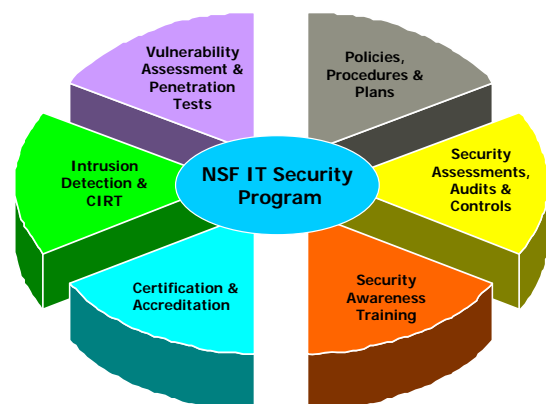 Vulnerability
Assessment &
Penetration
Tests
Policies,
Procedures &
Plans
Intrusion
Detection &
CIRT
NSF IT Security
Program
Security
Assessments,
Audits &
Controls
Certification &
Accreditation
Security
Awareness
Training